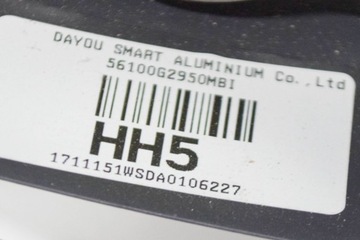 DAYOU SMART ALUMINIUM Co.,Ltd
56100G2950MBI
HH5
1711151WSDA0106227